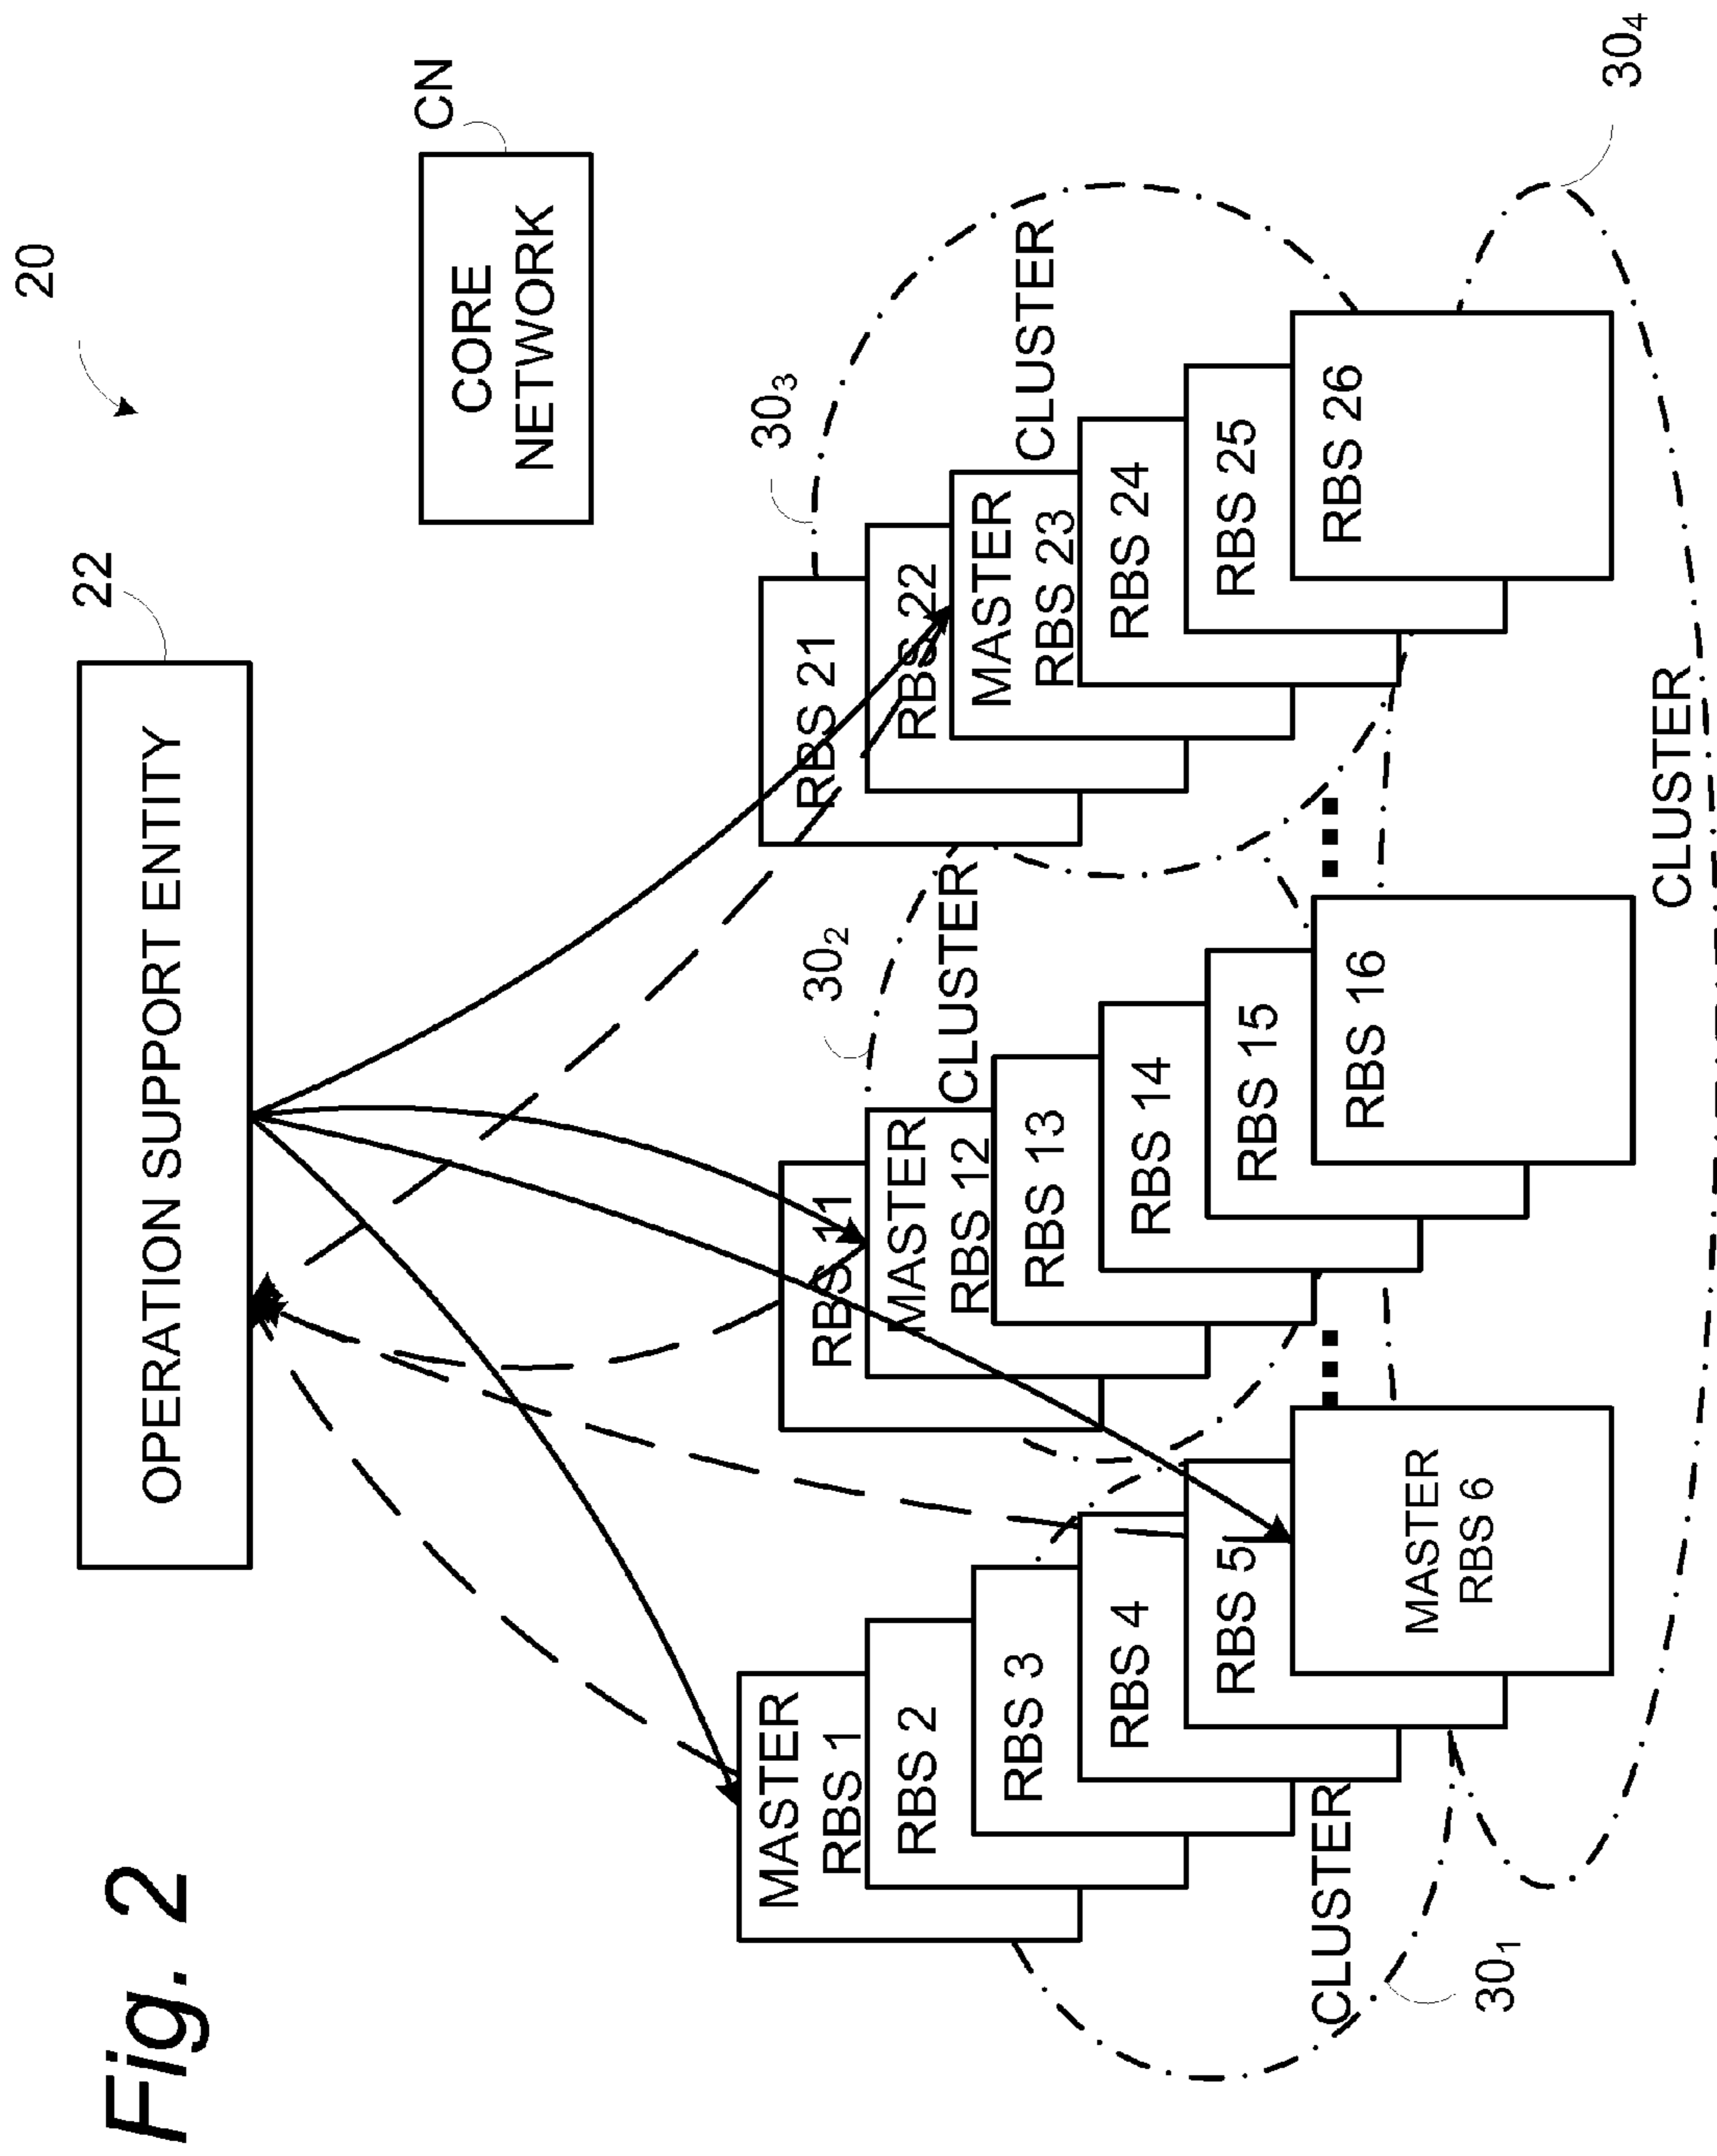 Fig. 2
20
22
OPERATION SUPPORT ENTITY
CN
CORE
NETWORK
MASTER
RBS 1
RBS 2
RBS 3
RBS 4
RBS 5
MASTER
RBS 6
CLUSTER
30₁
RBS 11
MASTER
RBS 12
RBS 13
RBS 14
RBS 15
RBS 16
CLUSTER
30₂
RBS 21
RBS 22
MASTER
RBS 23
RBS 24
RBS 25
RBS 26
CLUSTER
30₃
CLUSTER
30₄